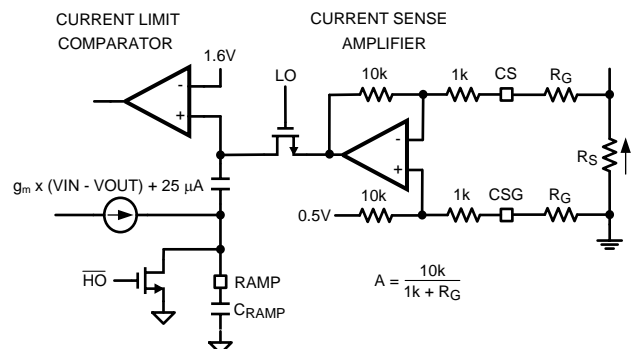 CURRENT LIMIT
COMPARATOR
CURRENT SENSE
AMPLIFIER
1.6V
LO
10k
1k
CS
RG
-
+
-
+
RS
gm x (VIN - VOUT) + 25 μA
10k
1k
CSG
RG
0.5V
HO
RAMP
CRAMP
A = 10k
1k + RG